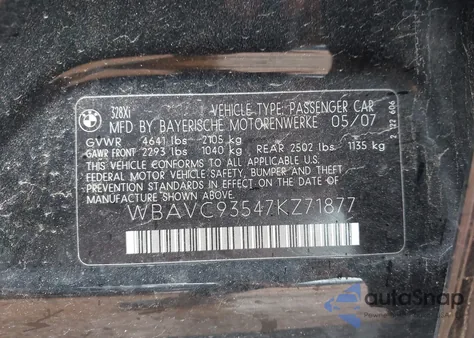 BMW
328Xi
VEHICLE TYPE: PASSENGER CAR
MFD BY BAYERISCHE MOTORENWERKE 05/07
GVWR 4641 lbs 2105 kg
GAWR FRONT 2293 lbs 1040 kg REAR 2502 lbs 1135 kg
THIS VEHICLE CONFORMS TO ALL APPLICABLE
FEDERAL MOTOR VEHICLE SAFETY, BUMPER AND THEFT
PREVENTION STANDARDS IN EFFECT ON THE DATE OF
MANUFACTURE SHOWN ABOVE.
WBAVC93547KZ71877
autoSnap